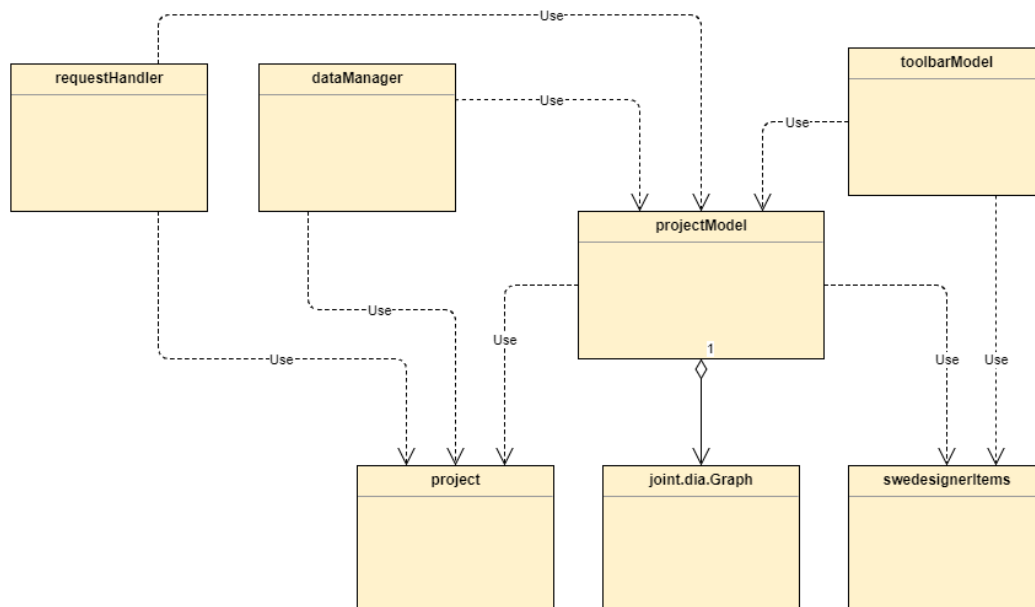 Use
requestHandler
dataManager
toolbarModel
Use
Use
projectModel
Use
Use
1
Use
Use
Use
project
joint.dia.Graph
swedesignerItems